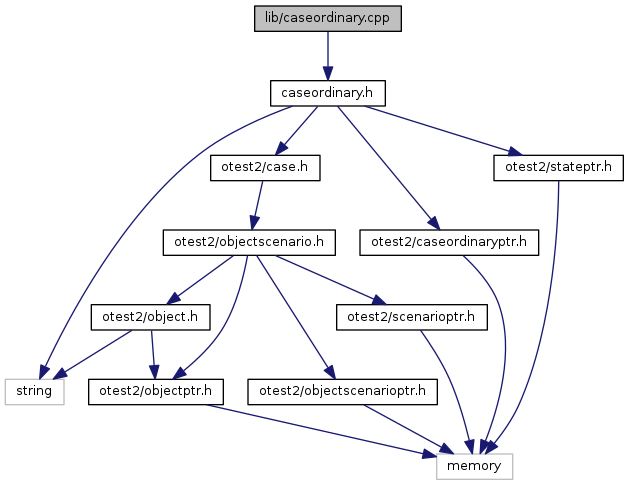 lib/caseordinary.cpp
caseordinary.h
otest2/case.h
otest2/stateptr.h
otest2/objectscenario.h
otest2/caseordinaryptr.h
otest2/object.h
otest2/scenarioptr.h
string
otest2/objectptr.h
otest2/objectscenarioptr.h
memory